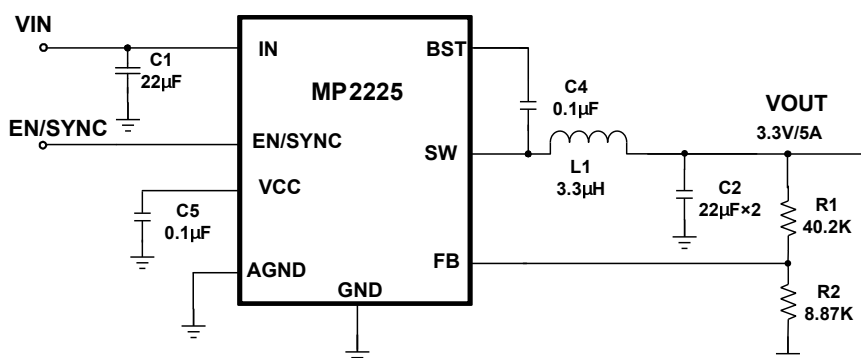 VIN
IN
BST
C1
22µF
MP2225
C4
0.1µF
VOUT
3.3V/5A
EN/SYNC
EN/SYNC
SW
L1
3.3µH
VCC
C5
0.1µF
C2
22µF×2
R1
40.2K
AGND
FB
GND
R2
8.87K